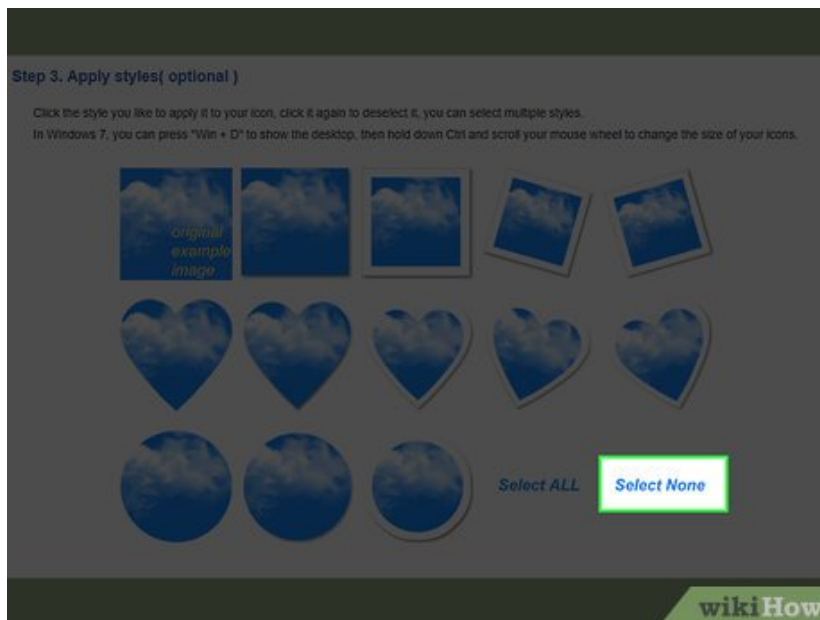 Step 3. Apply styles( optional )
Click the style you like to apply it to your icon, click it again to deselect it, you can select multiple styles.
In Windows 7, you can press "Win + D" to show the desktop, then hold down Ctrl and scroll your mouse wheel to change the size of your icons.
original
example
image
Select ALL
Select None
wikiHow